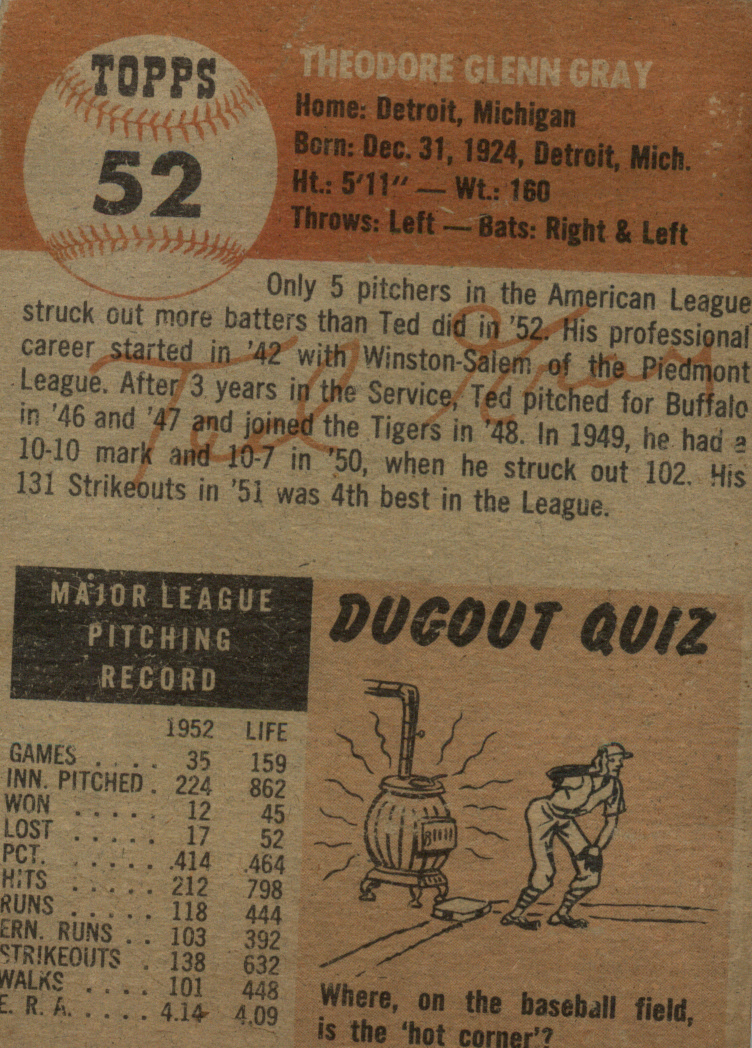 TOPPS
52
THEODORE GLENN GRAY
Home: Detroit, Michigan
Born: Dec. 31, 1924, Detroit, Mich.
Ht.: 5'11" — Wt.: 160
Throws: Left — Bats: Right & Left
Only 5 pitchers in the American League
struck out more batters than Ted did in '52. His professional
career started in '42 with Winston-Salem of the Piedmont
League. After 3 years in the Service, Ted pitched for Buffalo
in '46 and '47 and joined the Tigers in '48. In 1949, he had a
10-10 mark and 10-7 in '50, when he struck out 102. His
131 Strikeouts in '51 was 4th best in the League.
Ted Gray
MAJOR LEAGUE
PITCHING
RECORD
1952 LIFE
GAMES . . . . 35 159
INN. PITCHED . 224 862
WON . . . . . 12 45
LOST . . . . . 17 52
PCT. . . . . . .414 .464
HITS . . . . . 212 798
RUNS . . . . . 118 444
ERN. RUNS . . 103 392
STRIKEOUTS . 138 632
WALKS . . . . 101 448
E. R. A. . . . . . 4.14 4.09
DUGOUT QUIZ
Where, on the baseball field,
is the 'hot corner'?